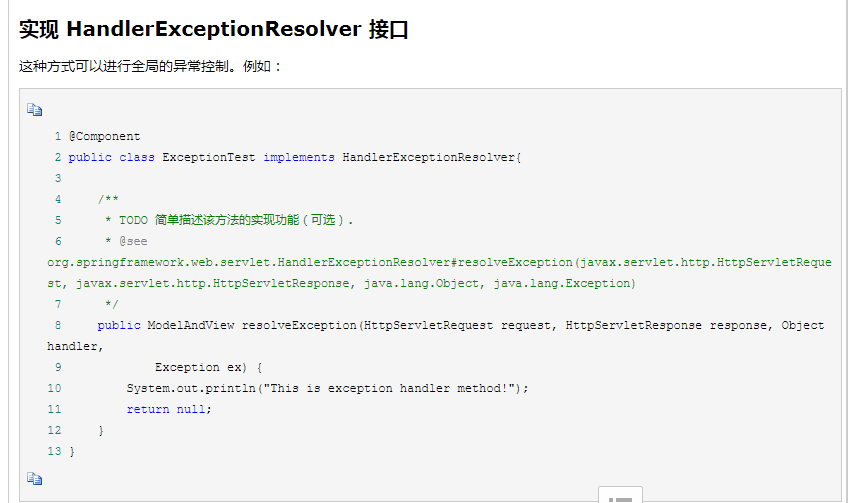 实现 HandlerExceptionResolver 接口
这种方式可以进行全局的异常控制。例如：
1 @Component
2 public class ExceptionTest implements HandlerExceptionResolver{
3
4     /**
5      * TODO 简单描述该方法的实现功能（可选）.
6      * @see
org.springframework.web.servlet.HandlerExceptionResolver#resolveException(javax.servlet.http.HttpServletReque
st, javax.servlet.http.HttpServletResponse, java.lang.Object, java.lang.Exception)
7      */
8     public ModelAndView resolveException(HttpServletRequest request, HttpServletResponse response, Object
handler,
9             Exception ex) {
10         System.out.println("This is exception handler method!");
11         return null;
12     }
13 }